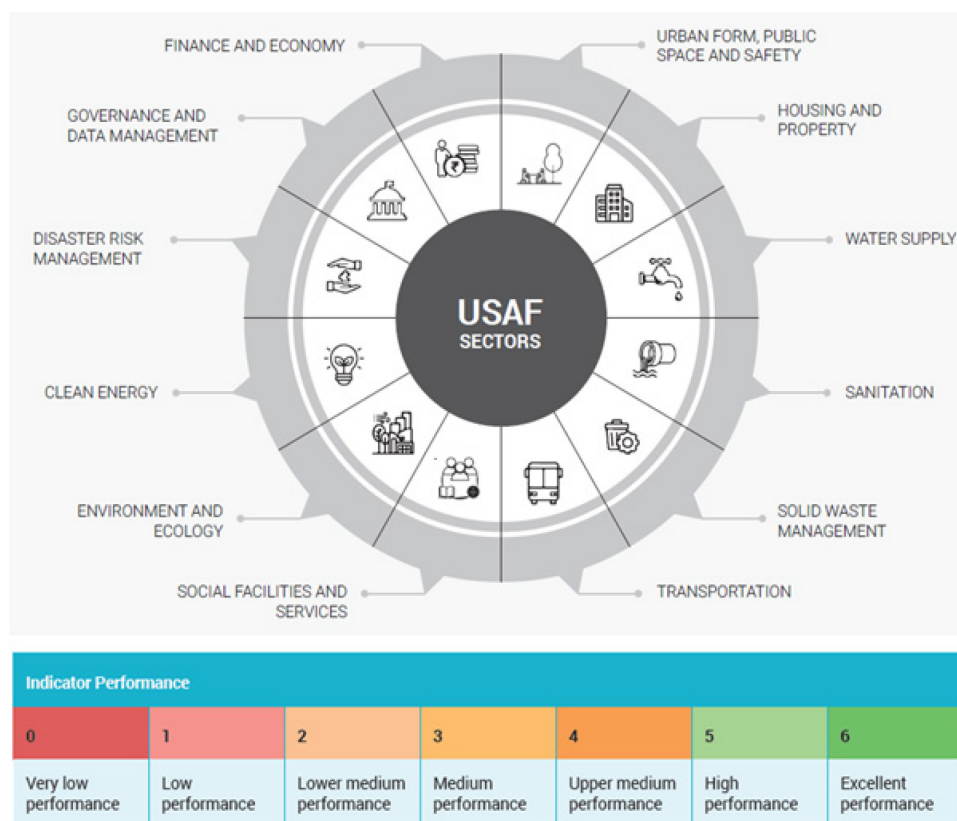 FINANCE AND ECONOMY
URBAN FORM, PUBLIC
SPACE AND SAFETY
GOVERNANCE AND
DATA MANAGEMENT
HOUSING AND
PROPERTY
DISASTER RISK
MANAGEMENT
WATER SUPPLY
USAF
SECTORS
CLEAN ENERGY
SANITATION
ENVIRONMENT AND
ECOLOGY
SOLID WASTE
MANAGEMENT
SOCIAL FACILITIES AND
SERVICES
TRANSPORTATION
₹
Indicator Performance
0 1 2 3 4 5 6
Very low
performance
Low
performance
Lower medium
performance
Medium
performance
Upper medium
performance
High
performance
Excellent
performance